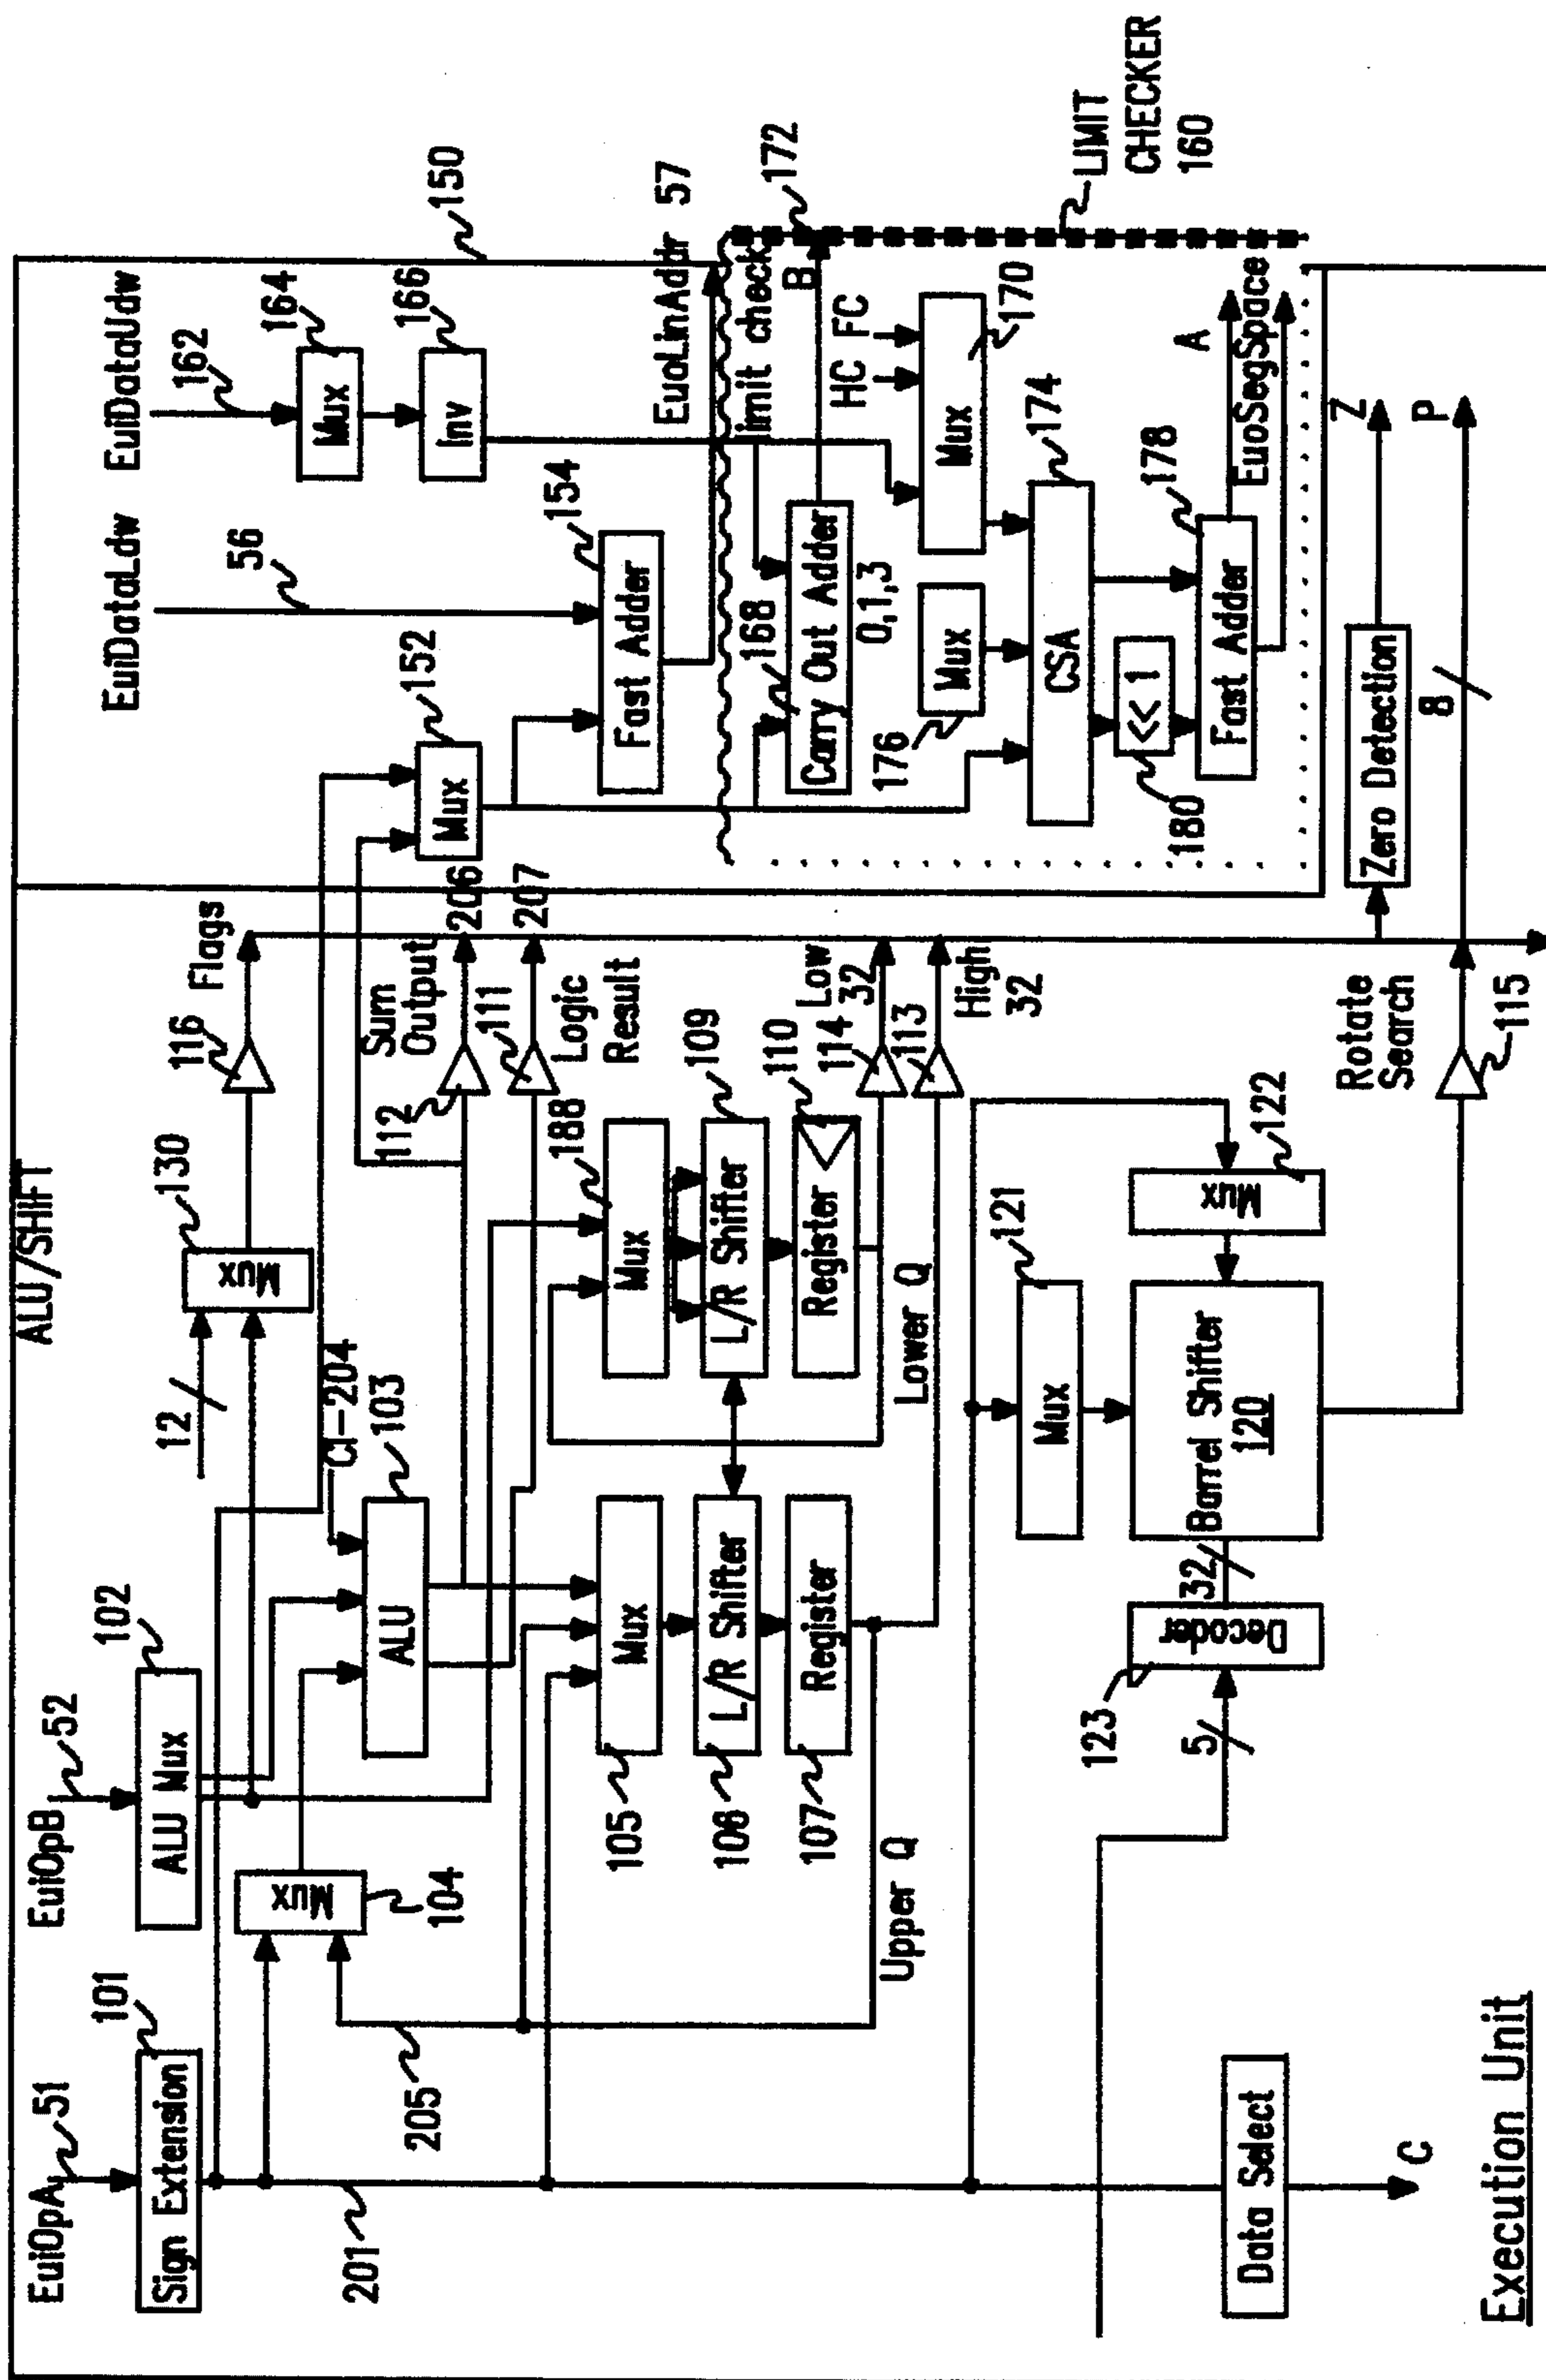 ALU/SHIFT
EuiOpA 51
EuiOpB 52
EuiDataLdw
EuiDataUdw
101
Sign Extension
102
ALU Mux
12
130
Mux
116
Flags
56
162
164
Mux
150
104
Mux
CI-204
103
ALU
Sum
Output
206
112
111
207
Logic
Result
152
Mux
154
Fast Adder
166
Inv
EuoLinAddr 57
201
205
105
Mux
188
Mux
106
L/R Shifter
109
L/R Shifter
107
Register
110
Register
114
Low
32
113
High
32
Upper Q
Lower Q
limit check
168
Carry Out Adder
0,1,3
B
172
HC FC
176
Mux
Mux
170
CSA
174
180
<< 1
Fast Adder
178
A
EuoSegSpace
LIMIT
CHECKER
160
121
Mux
122
Mux
123
5
Decoder
32
Barrel Shifter
120
Rotate
Search
115
Zero Detection
Z
8
P
Data Select
C
Execution Unit